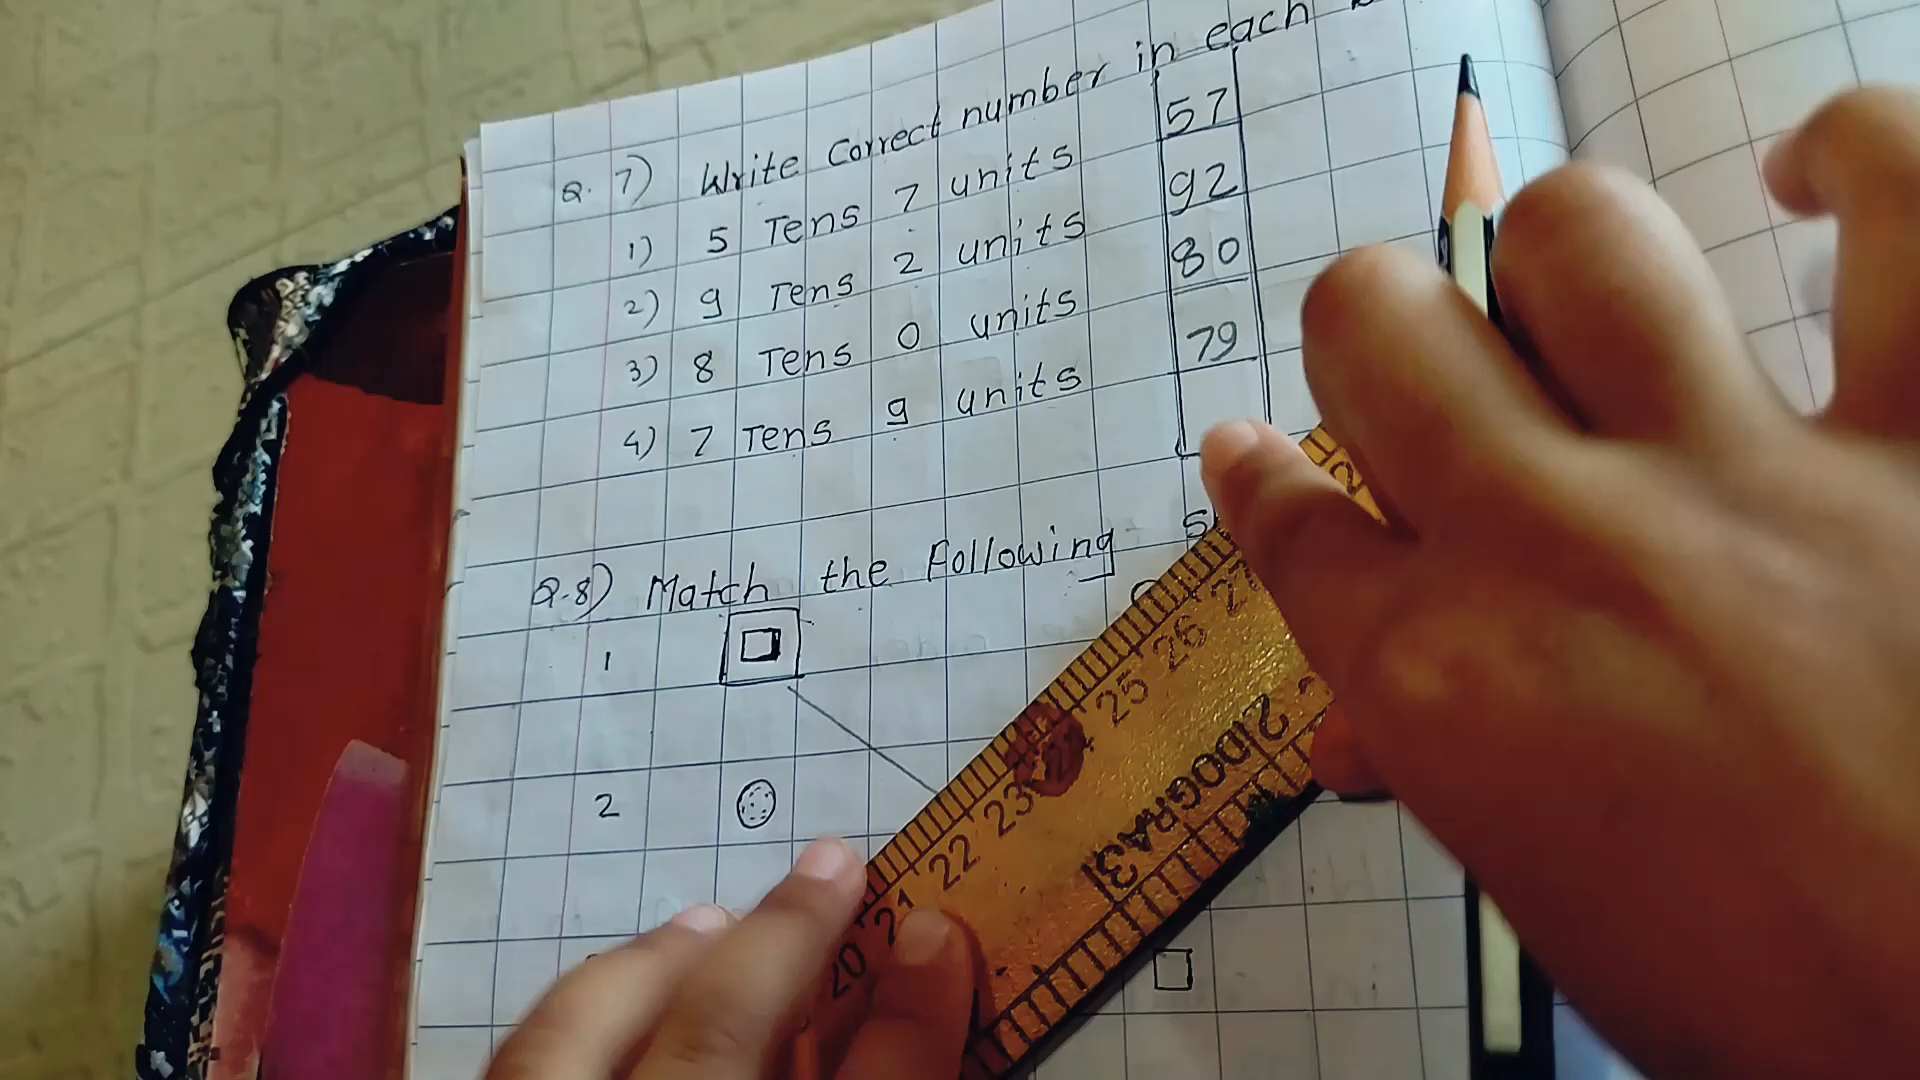 Q. 7) Write Correct number in each
1) 5 Tens 7 units 57
2) 9 Tens 2 units 92
3) 8 Tens 0 units 80
4) 7 Tens 9 units 79
Q.8) Match the Following
1
2
20 21 22 23 24 25 26 27